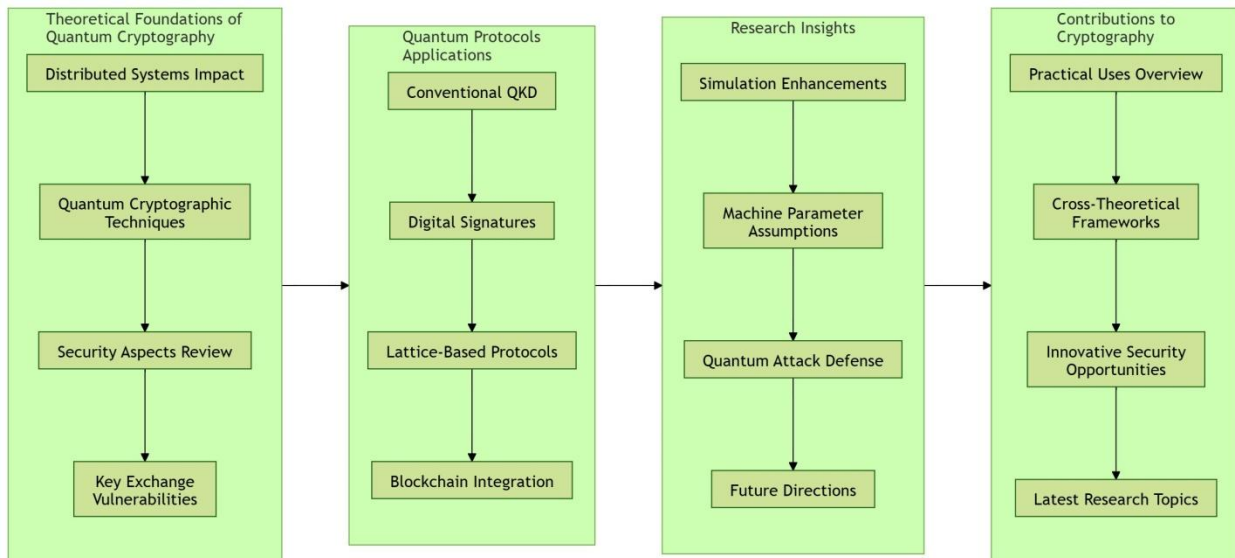 Theoretical Foundations of
Quantum Cryptography
Distributed Systems Impact
Quantum Cryptographic
Techniques
Security Aspects Review
Key Exchange
Vulnerabilities
Quantum Protocols
Applications
Conventional QKD
Digital Signatures
Lattice-Based Protocols
Blockchain Integration
Research Insights
Simulation Enhancements
Machine Parameter
Assumptions
Quantum Attack Defense
Future Directions
Contributions to
Cryptography
Practical Uses Overview
Cross-Theoretical
Frameworks
Innovative Security
Opportunities
Latest Research Topics